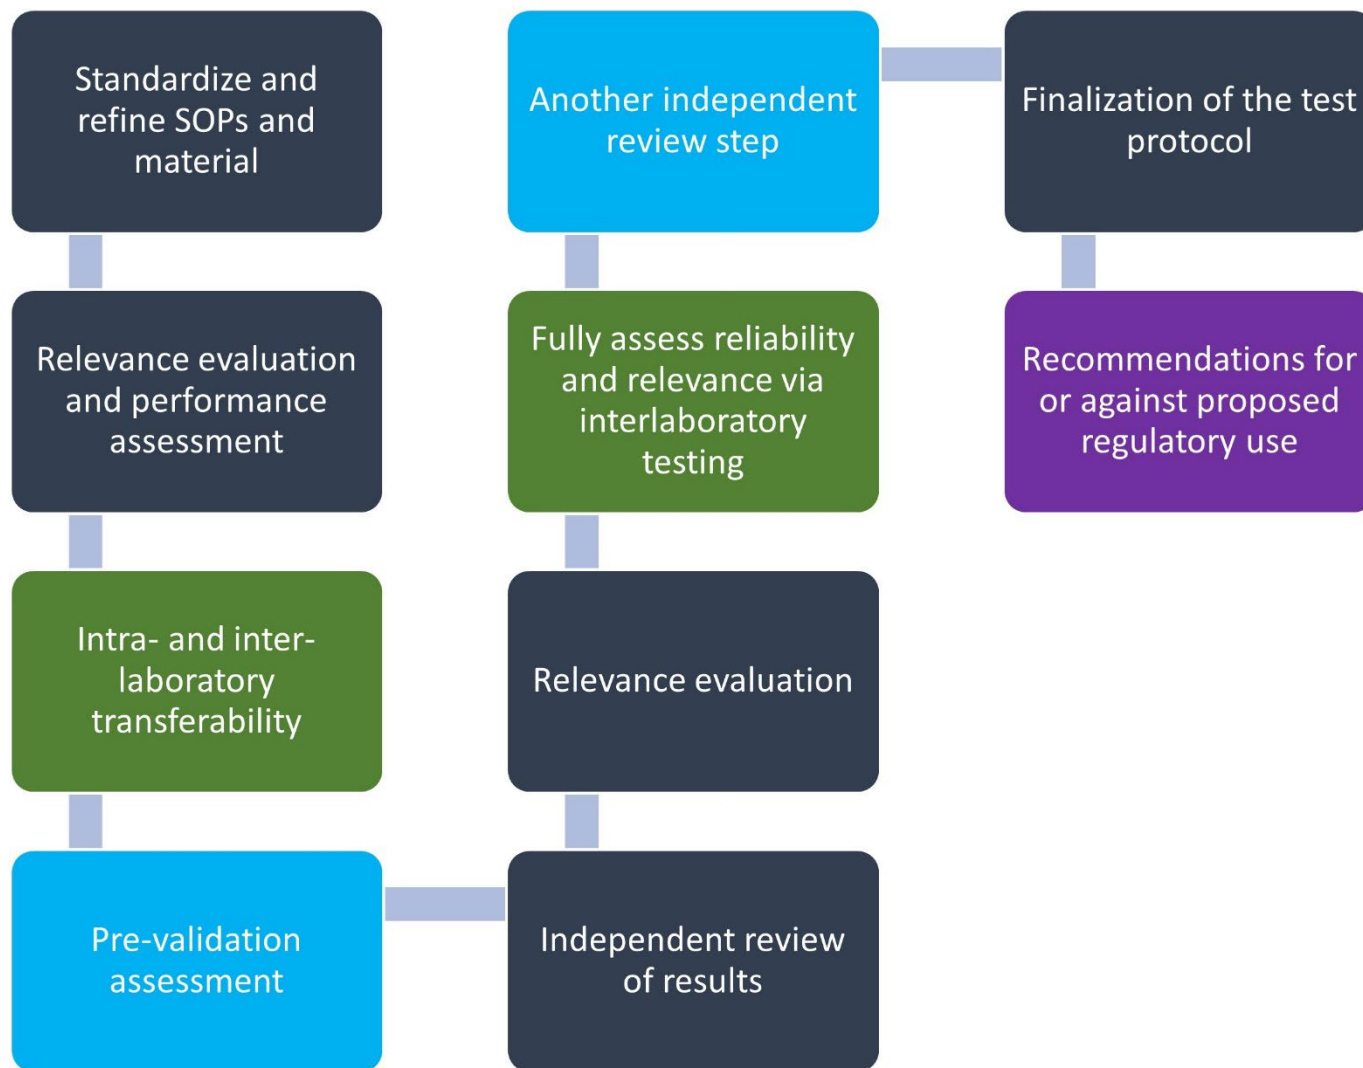 Standardize and
refine SOPs and
material
Relevance evaluation
and performance
assessment
Intra- and inter-
laboratory
transferability
Pre-validation
assessment
Independent review
of results
Relevance evaluation
Fully assess reliability
and relevance via
interlaboratory
testing
Another independent
review step
Finalization of the test
protocol
Recommendations for
or against proposed
regulatory use